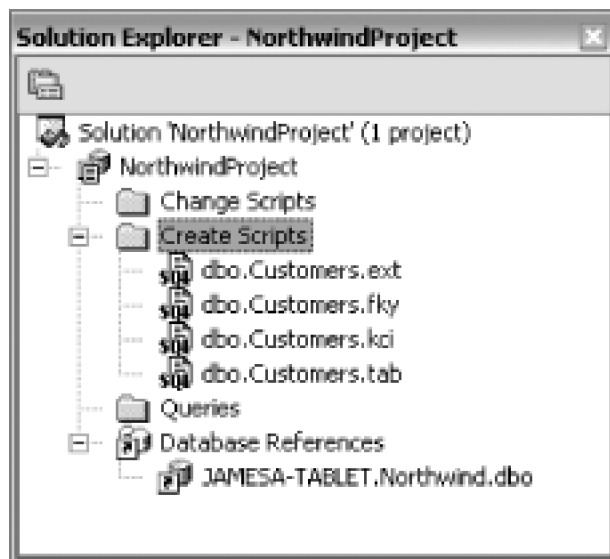 Solution Explorer - NorthwindProject
Solution 'NorthwindProject' (1 project)
NorthwindProject
Change Scripts
Create Scripts
dbo.Customers.ext
dbo.Customers.fky
dbo.Customers.kci
dbo.Customers.tab
Queries
Database References
JAMESA-TABLET.Northwind.dbo